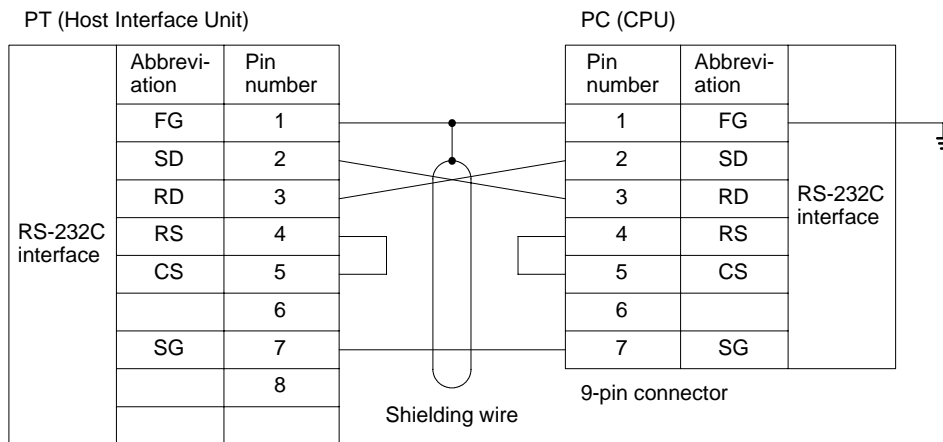 PT (Host Interface Unit)
PC (CPU)
Abbrevi-
ation
Pin
number
FG 1
SD 2
RD 3
RS 4
CS 5
6
SG 7
8
RS-232C
interface
Shielding wire
Pin
number
Abbrevi-
ation
1 FG
2 SD
3 RD
4 RS
5 CS
6
7 SG
RS-232C
interface
9-pin connector